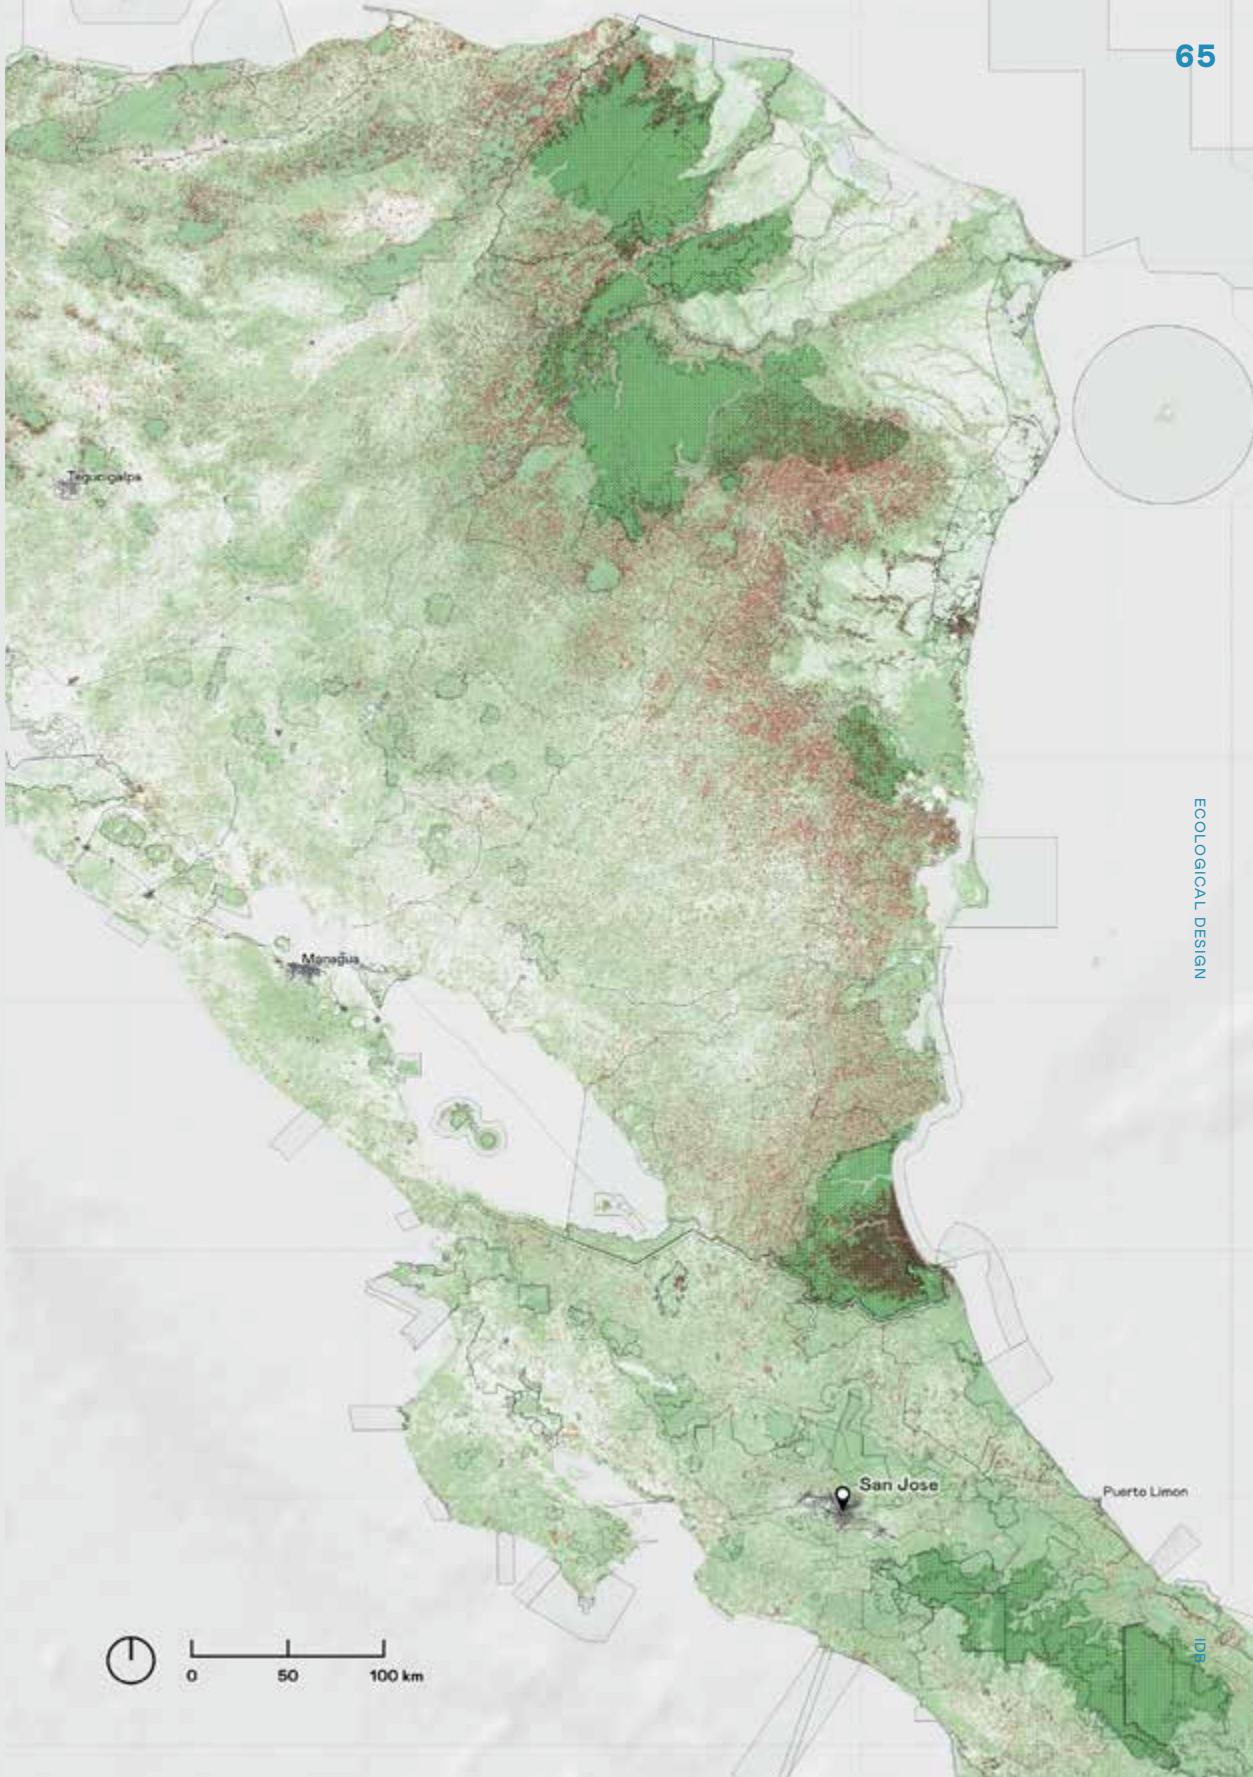 65
Tegucigalpa
ECOLOGICAL DESIGN
Managua
San Jose
Puerto Limon
IDB
0 50 100 km